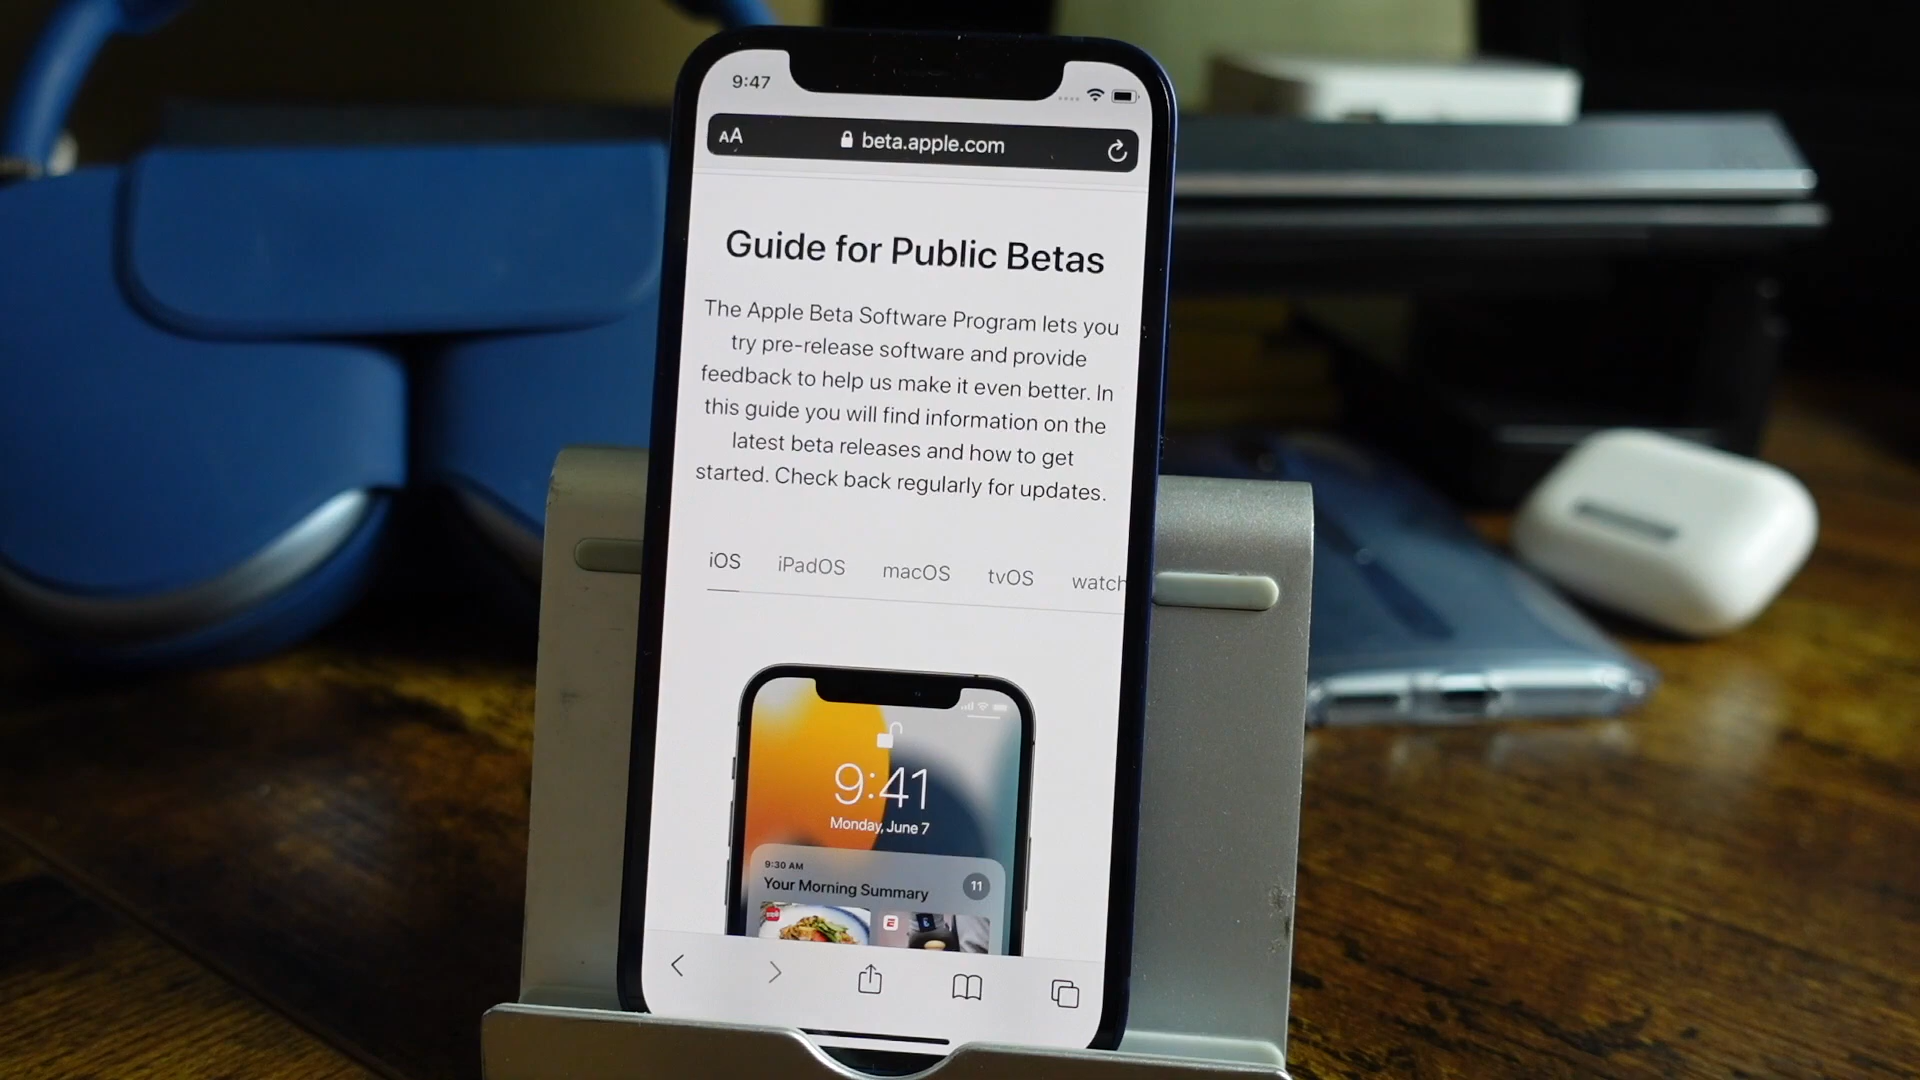 9:47
AA beta.apple.com
Guide for Public Betas
The Apple Beta Software Program lets you
try pre-release software and provide
feedback to help us make it even better. In
this guide you will find information on the
latest beta releases and how to get
started. Check back regularly for updates.
iOS iPadOS macOS tvOS watch
9:41
Monday, June 7
9:30 AM
Your Morning Summary 11